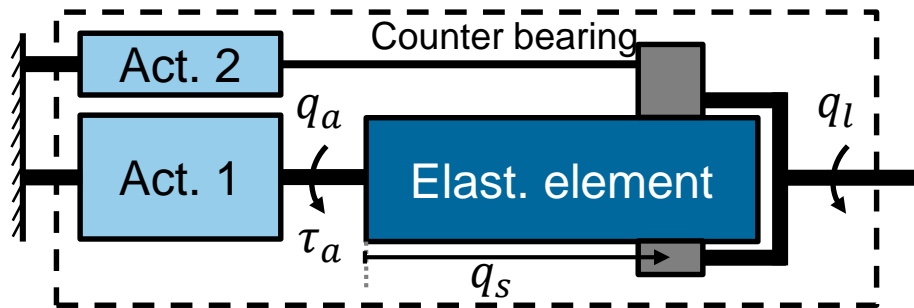 Counter bearing
Act. 2
q_a
q_l
Act. 1
Elast. element
τ_a
q_s